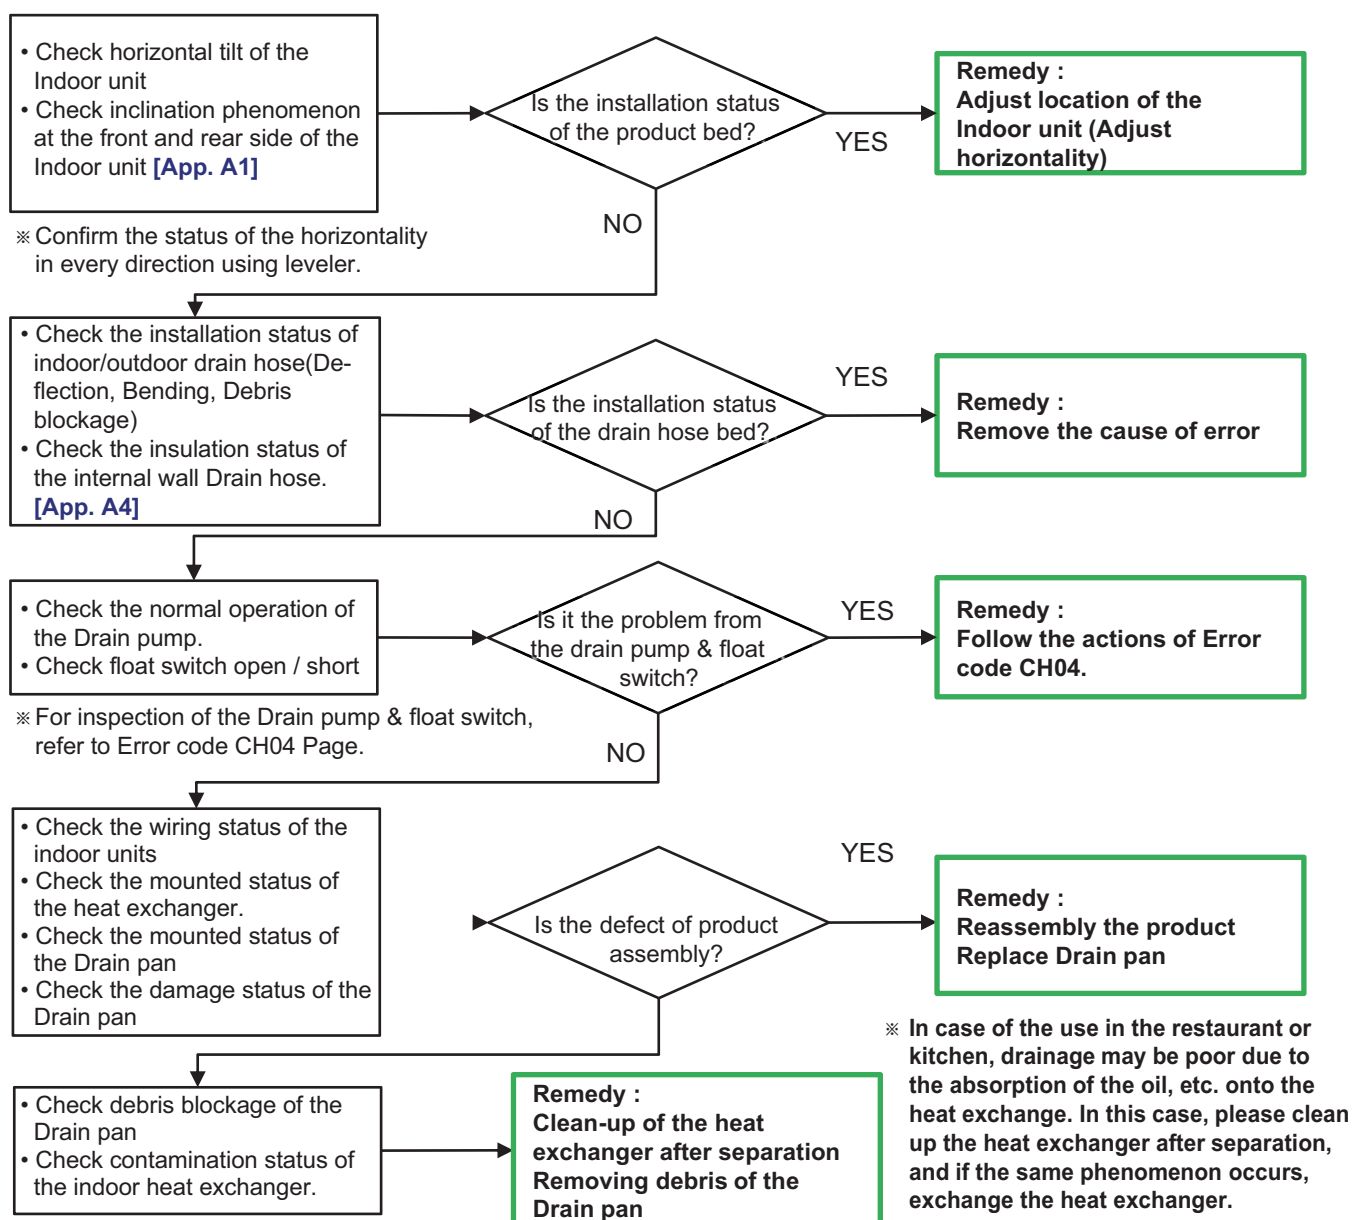 • Check horizontal tilt of the
Indoor unit
• Check inclination phenomenon
at the front and rear side of the
Indoor unit [App. A1]
Is the installation status
of the product bed?
YES
Remedy :
Adjust location of the
Indoor unit (Adjust
horizontality)
NO
※ Confirm the status of the horizontality
in every direction using leveler.
• Check the installation status of
indoor/outdoor drain hose(De-
flection, Bending, Debris
blockage)
• Check the insulation status of
the internal wall Drain hose.
[App. A4]
Is the installation status
of the drain hose bed?
YES
Remedy :
Remove the cause of error
NO
• Check the normal operation of
the Drain pump.
• Check float switch open / short
Is it the problem from
the drain pump & float
switch?
YES
Remedy :
Follow the actions of Error
code CH04.
※ For inspection of the Drain pump & float switch,
refer to Error code CH04 Page.
NO
• Check the wiring status of the
indoor units
• Check the mounted status of
the heat exchanger.
• Check the mounted status of
the Drain pan
• Check the damage status of the
Drain pan
Is the defect of product
assembly?
YES
Remedy :
Reassembly the product
Replace Drain pan
• Check debris blockage of the
Drain pan
• Check contamination status of
the indoor heat exchanger.
Remedy :
Clean-up of the heat
exchanger after separation
Removing debris of the
Drain pan
※ In case of the use in the restaurant or
kitchen, drainage may be poor due to
the absorption of the oil, etc. onto the
heat exchange. In this case, please clean
up the heat exchanger after separation,
and if the same phenomenon occurs,
exchange the heat exchanger.